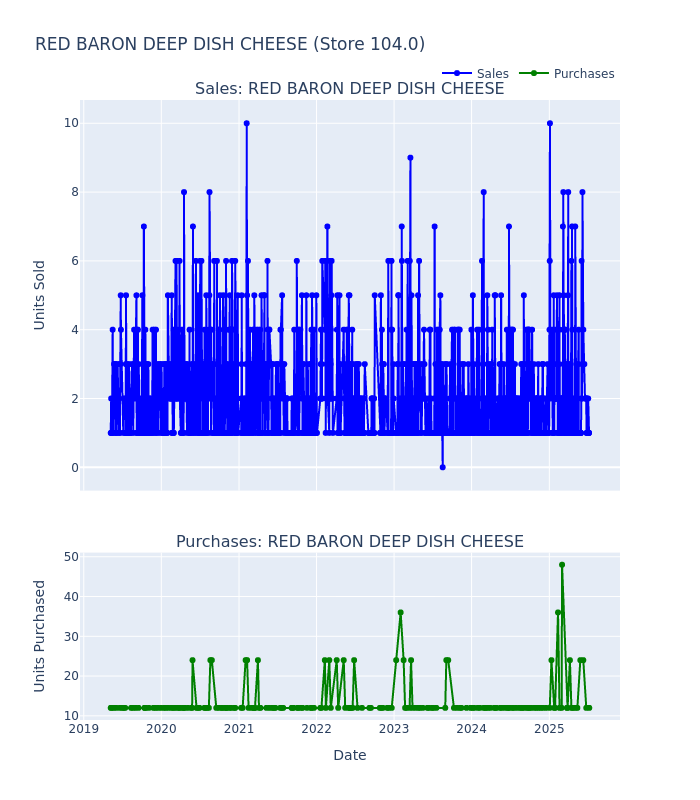 RED BARON DEEP DISH CHEESE (Store 104.0)
Sales
Purchases
Sales: RED BARON DEEP DISH CHEESE
10
8
6
4
2
0
Units Sold
Purchases: RED BARON DEEP DISH CHEESE
50
40
30
20
10
Units Purchased
2019 2020 2021 2022 2023 2024 2025
Date